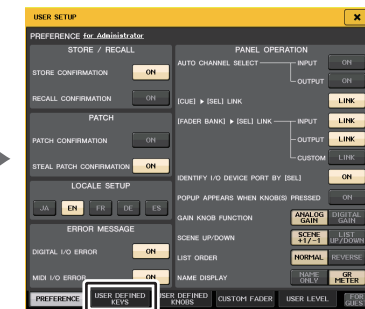 USER SETUP
PREFERENCE for Administrator
STORE / RECALL
STORE CONFIRMATION ON
RECALL CONFIRMATION ON
PATCH
PATCH CONFIRMATION ON
STEAL PATCH CONFIRMATION ON
LOCALE SETUP
JA EN FR DE ES
ERROR MESSAGE
DIGITAL I/O ERROR ON
MIDI I/O ERROR ON
PANEL OPERATION
AUTO CHANNEL SELECT INPUT ON
OUTPUT ON
[CUE] ▶ [SEL] LINK LINK
[FADER BANK] ▶ [SEL] LINK INPUT LINK
OUTPUT LINK
CUSTOM LINK
IDENTIFY I/O DEVICE PORT BY [SEL] ON
POPUP APPEARS WHEN KNOB(S) PRESSED ON
GAIN KNOB FUNCTION ANALOG GAIN DIGITAL GAIN
SCENE UP/DOWN SCENE +1/-1 LIST UP/DOWN
LIST ORDER NORMAL REVERSE
NAME DISPLAY NAME ONLY GR METER
PREFERENCE USER DEFINED KEYS USER DEFINED KNOBS CUSTOM FADER USER LEVEL FOR GUES